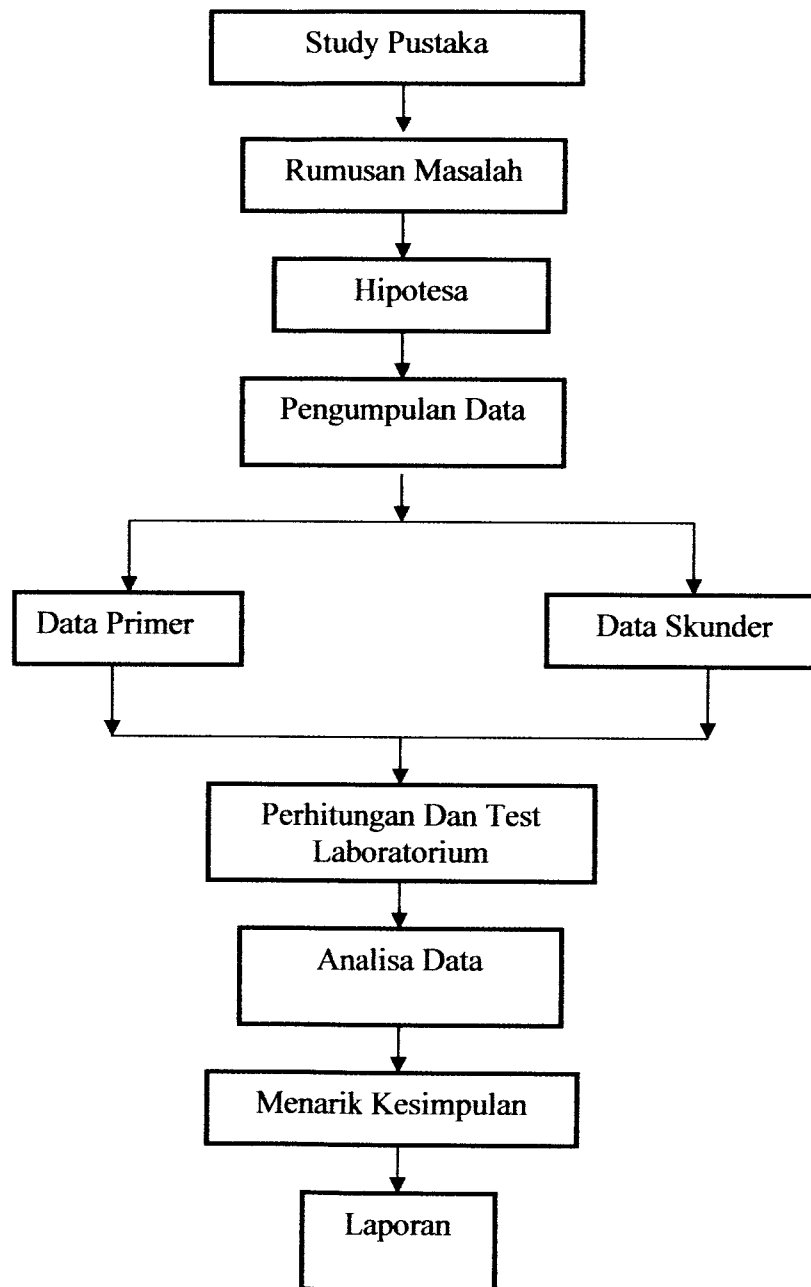 Study Pustaka
Rumusan Masalah
Hipotesa
Pengumpulan Data
Data Primer
Data Skunder
Perhitungan Dan Test
Laboratorium
Analisa Data
Menarik Kesimpulan
Laporan